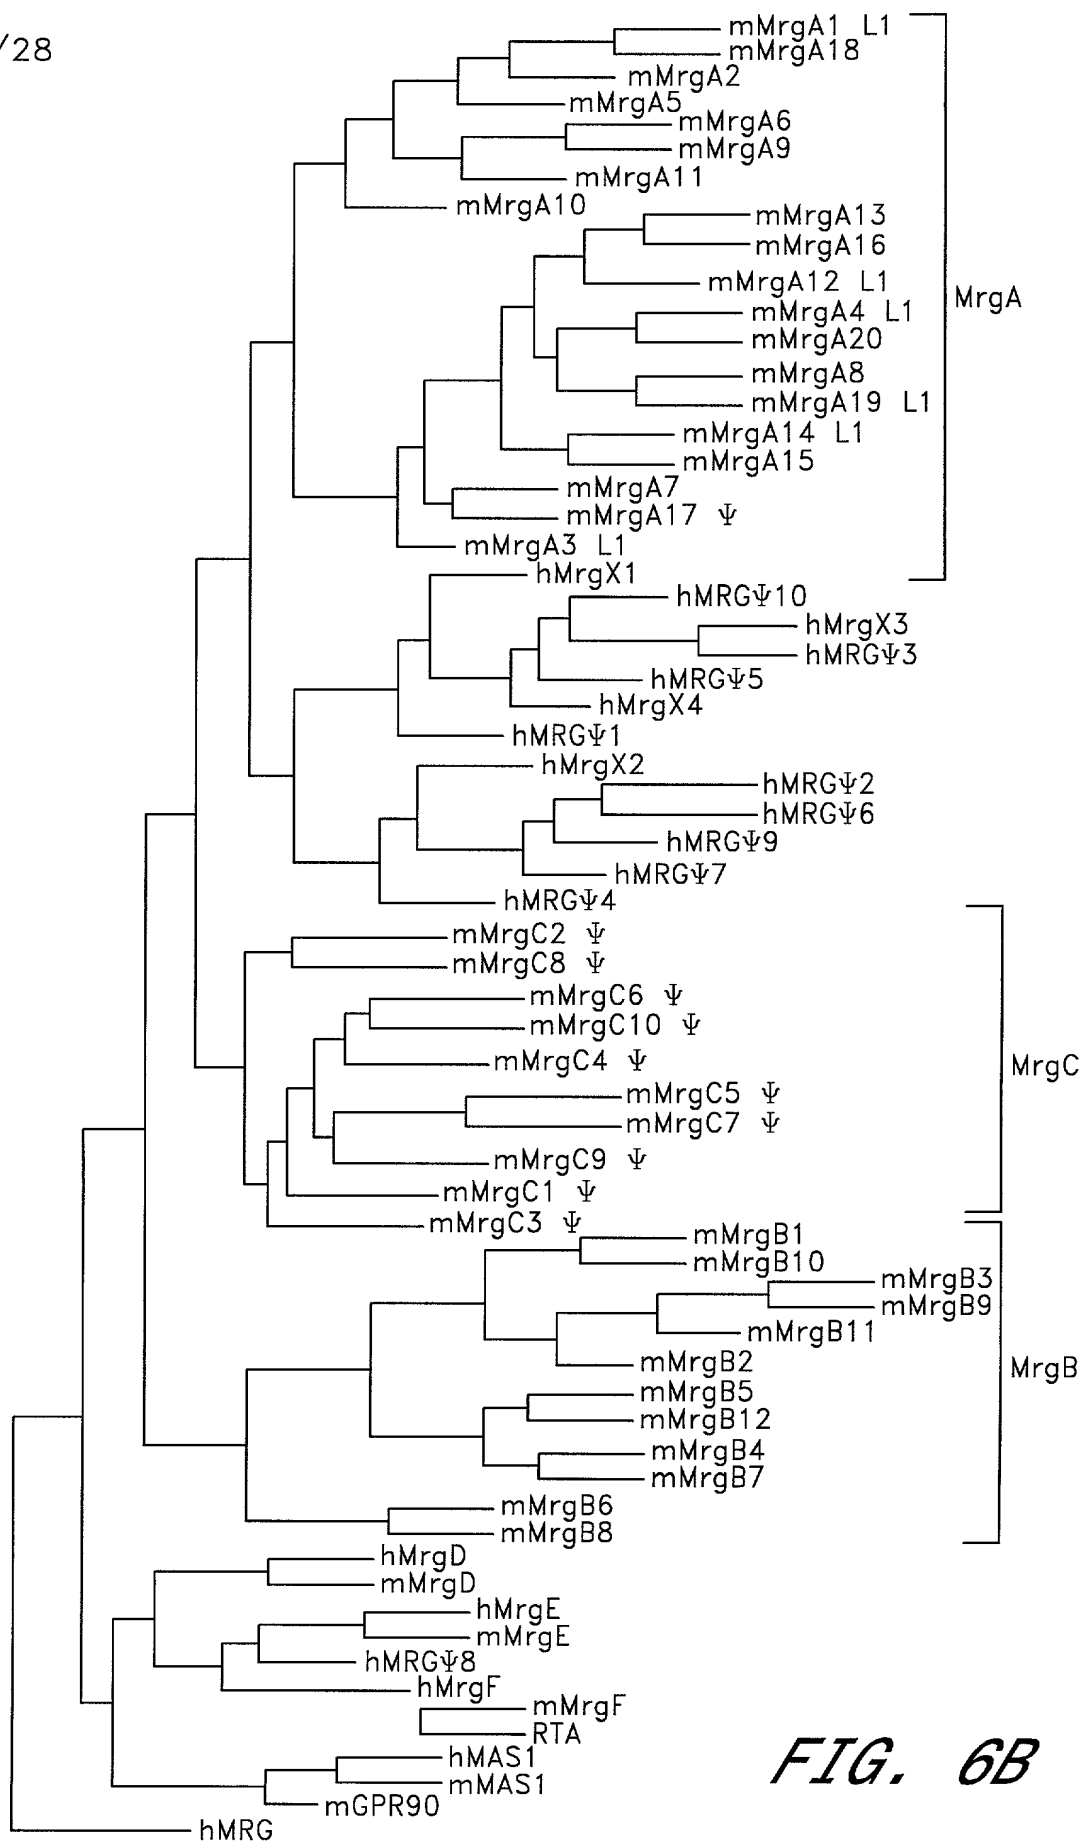 /28
mMrgA1 L1
mMrgA18
mMrgA2
mMrgA5
mMrgA6
mMrgA9
mMrgA11
mMrgA10
mMrgA13
mMrgA16
mMrgA12 L1
MrgA
mMrgA4 L1
mMrgA20
mMrgA8
mMrgA19 L1
mMrgA14 L1
mMrgA15
mMrgA7
mMrgA17 Ψ
mMrgA3 L1
hMrgX1
hMRGΨ10
hMrgX3
hMRGΨ3
hMRGΨ5
hMrgX4
hMRGΨ1
hMrgX2
hMRGΨ2
hMRGΨ6
hMRGΨ9
hMRGΨ7
hMRGΨ4
mMrgC2 Ψ
mMrgC8 Ψ
mMrgC6 Ψ
mMrgC10 Ψ
mMrgC4 Ψ
MrgC
mMrgC5 Ψ
mMrgC7 Ψ
mMrgC9 Ψ
mMrgC1 Ψ
mMrgC3 Ψ
mMrgB1
mMrgB10
mMrgB3
mMrgB9
mMrgB11
mMrgB2
MrgB
mMrgB5
mMrgB12
mMrgB4
mMrgB7
mMrgB6
mMrgB8
hMrgD
mMrgD
hMrgE
mMrgE
hMRGΨ8
hMrgF
mMrgF
RTA
hMAS1
mMAS1
mGPR90
hMRG
FIG. 6B